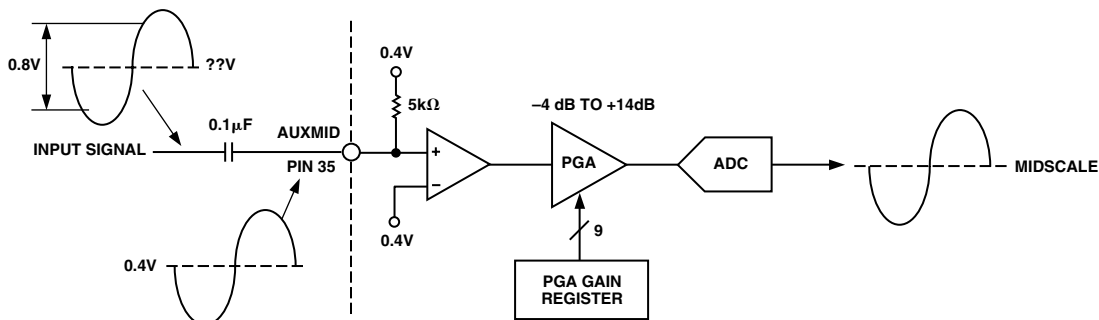 0.8V
??V
0.4V
5kΩ
–4 dB TO +14dB
0.1μF
AUXMID
INPUT SIGNAL
PIN 35
+
–
PGA
ADC
MIDSCALE
0.4V
9
0.4V
PGA GAIN
REGISTER